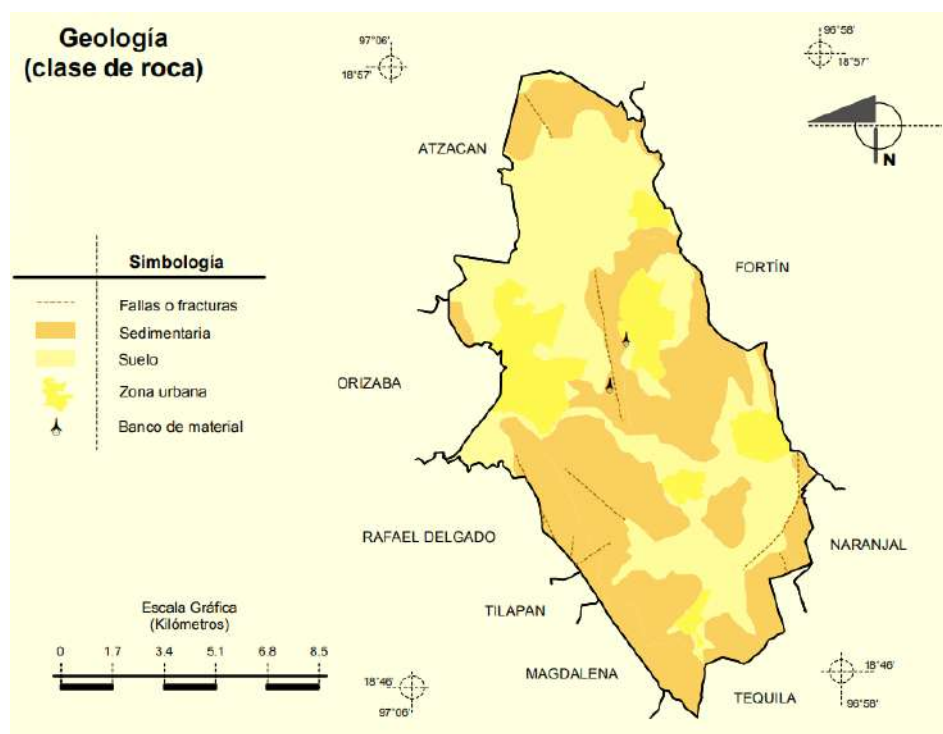 Geología
(clase de roca)
97°06'
18°57'
96°58'
18°57'
N
ATZACAN
FORTÍN
ORIZABA
RAFAEL DELGADO
NARANJAL
TILAPAN
MAGDALENA
TEQUILA
Simbología
Fallas o fracturas
Sedimentaria
Suelo
Zona urbana
Banco de material
Escala Gráfica
(Kilómetros)
0 1.7 3.4 5.1 6.8 8.5
18°46'
97°06'
18°46'
96°58'